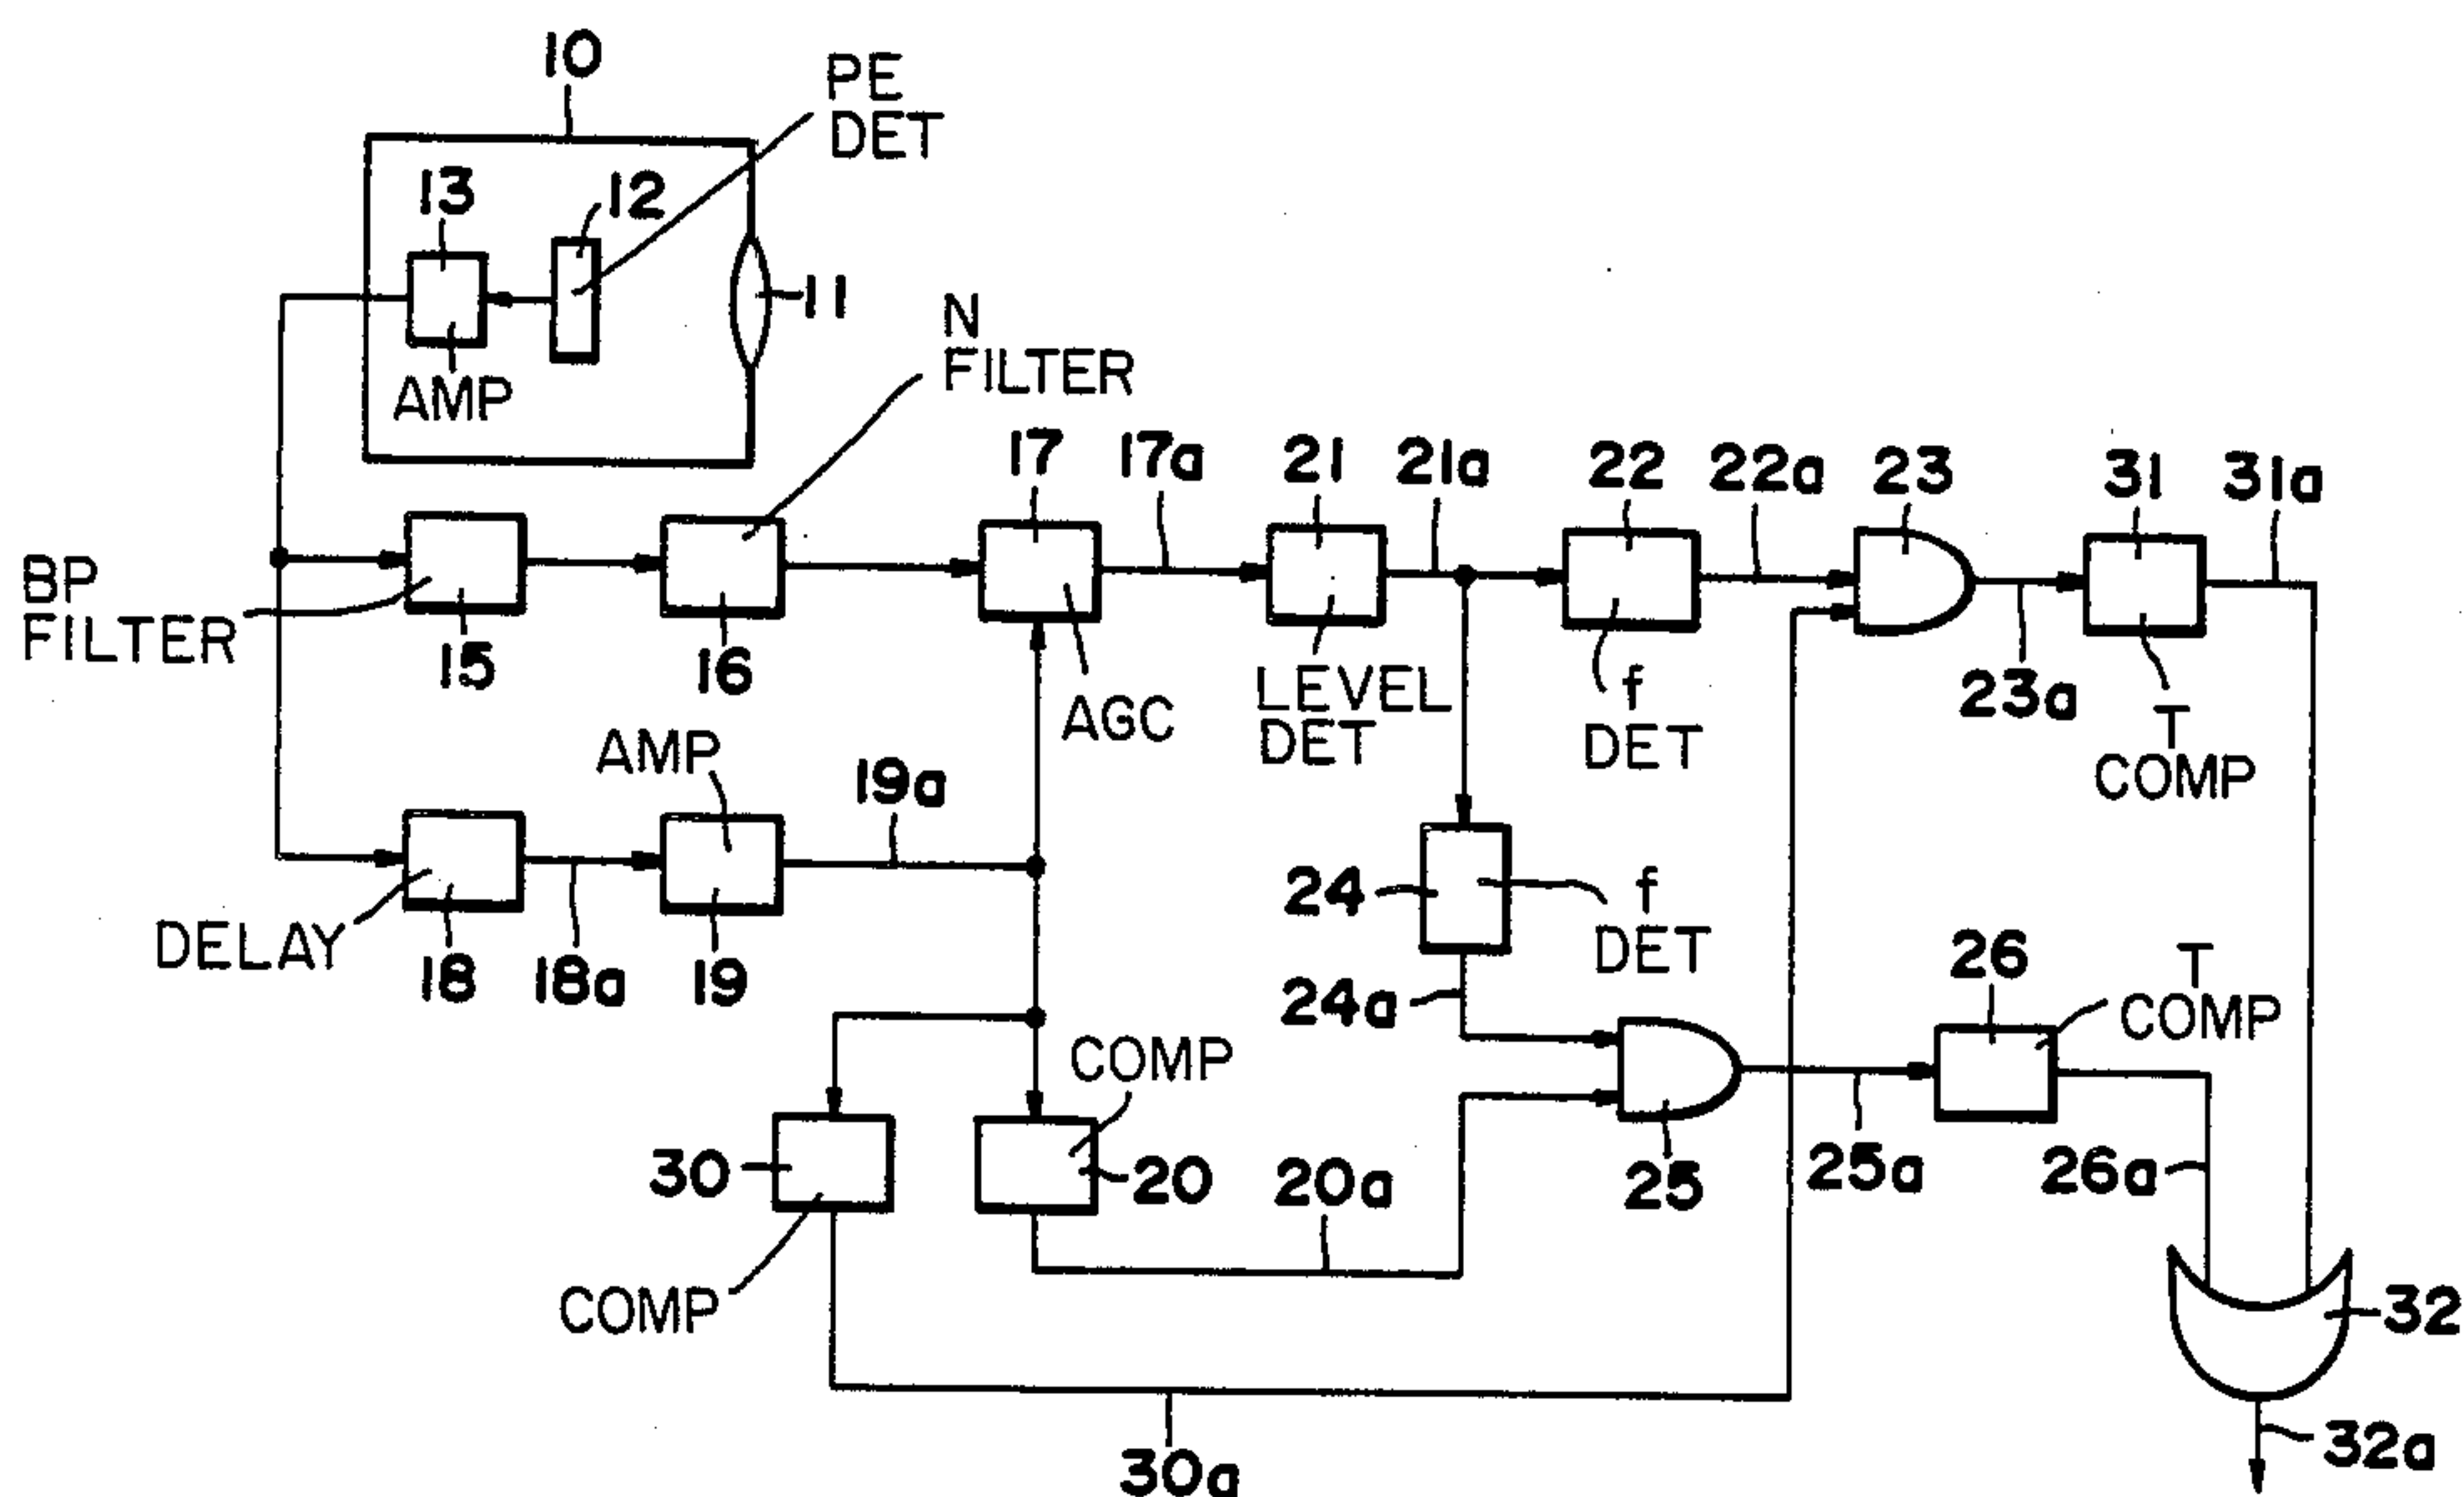 10
PE
DET
13
12
11
AMP
N
FILTER
17
17a
21
21a
22
22a
23
31
31a
BP
FILTER
15
16
AGC
LEVEL
DET
f
DET
23a
T
COMP
AMP
19a
DELAY
18
18a
19
24
f
DET
24a
26
T
COMP
COMP
30
20
20a
25
25a
26a
COMP
32
30a
32a